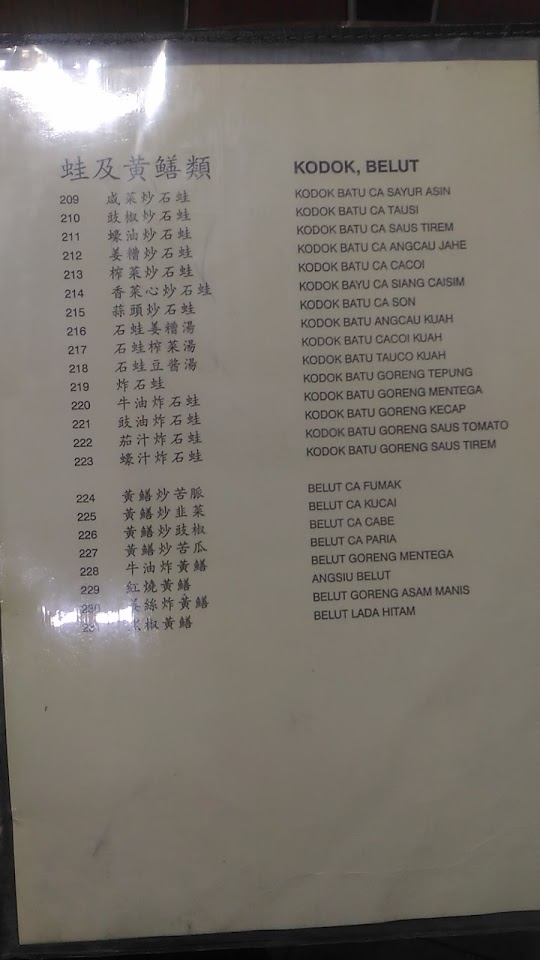 蛙及黄鱔類 KODOK, BELUT
209 咸菜炒石蛙 KODOK BATU CA SAYUR ASIN
210 豉椒炒石蛙 KODOK BATU CA TAUSI
211 蠔油炒石蛙 KODOK BATU CA SAUS TIREM
212 姜糟炒石蛙 KODOK BATU CA ANGCAU JAHE
213 榨菜炒石蛙 KODOK BATU CA CACOI
214 香菜心炒石蛙 KODOK BAYU CA SIANG CAISIM
215 蒜頭炒石蛙 KODOK BATU CA SON
216 石蛙姜糟湯 KODOK BATU ANGCAU KUAH
217 石蛙榨菜湯 KODOK BATU CACOI KUAH
218 石蛙豆醬湯 KODOK BATU TAUCO KUAH
219 炸石蛙 KODOK BATU GORENG TEPUNG
220 牛油炸石蛙 KODOK BATU GORENG MENTEGA
221 豉油炸石蛙 KODOK BATU GORENG KECAP
222 茄汁炸石蛙 KODOK BATU GORENG SAUS TOMATO
223 蠔汁炸石蛙 KODOK BATU GORENG SAUS TIREM
224 黃鱔炒苦脈 BELUT CA FUMAK
225 黃鱔炒韭菜 BELUT CA KUCAI
226 黃鱔炒豉椒 BELUT CA CABE
227 黃鱔炒苦瓜 BELUT CA PARIA
228 牛油炸黃鱔 BELUT GORENG MENTEGA
229 紅燒黃鱔 ANGSIU BELUT
230 絲炸黃鱔 BELUT GORENG ASAM MANIS
椒黃鱔 BELUT LADA HITAM